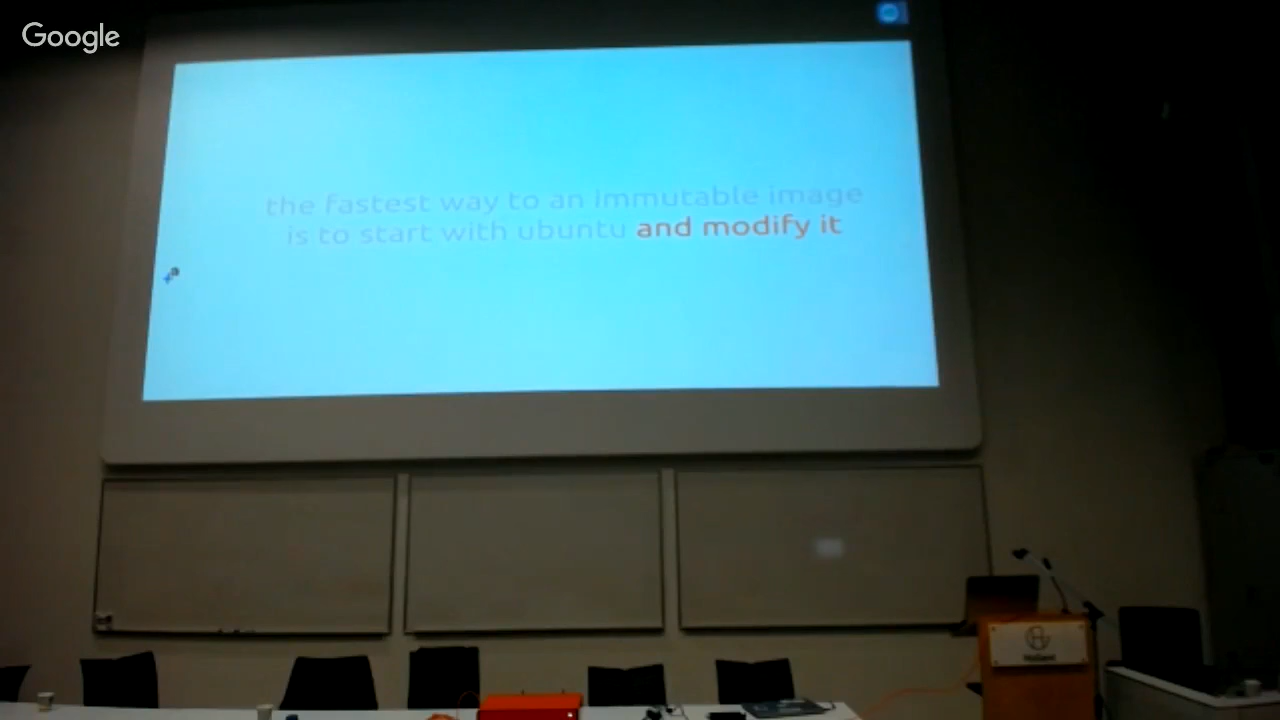 Google
the fastest way to an immutable image
is to start with ubuntu and modify it